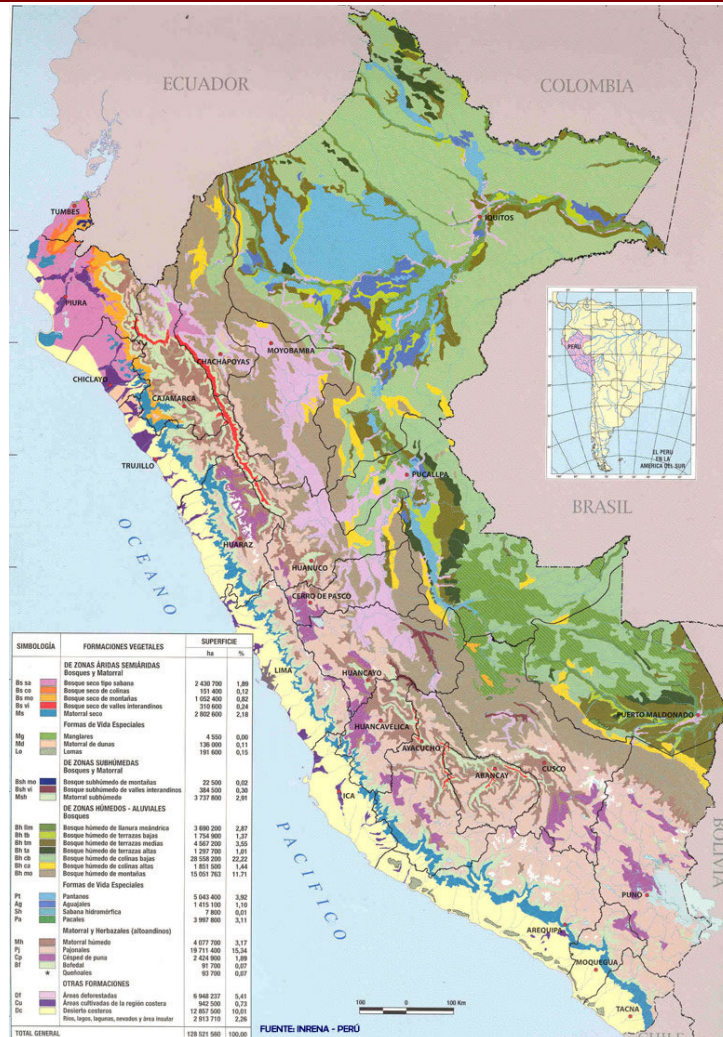 ECUADOR
COLOMBIA
TUMBES
IQUITOS
PIURA
CHACHAPOYAS
MOYOBAMBA
CHICLAYO
CAJAMARCA
TRUJILLO
PUCALLPA
PERÚ
EL PERU
EN LA
AMÉRICA DEL SUR
BRASIL
HUARAZ
HUANUCO
CERRO DE PASCO
OCEANO
PACIFICO
LIMA
HUANCAYO
HUANCAVELICA
AYACUCHO
ABANCAY
CUSCO
PUERTO MALDONADO
ICA
BOLIVIA
PUNO
AREQUIPA
MOQUEGUA
TACNA
CHILE
SIMBOLOGÍA FORMACIONES VEGETALES SUPERFICIE
ha %
DE ZONAS ÁRIDAS SEMIÁRIDAS
Bosques y Matorral
Bs sa Bosque seco tipo sabana 2 430 700 1,89
Bs co Bosque seco de colinas 151 400 0,12
Bs mo Bosque seco de montañas 1 052 400 0,82
Bs vi Bosque seco de valles interandinos 310 600 0,24
Ms Matorral seco 2 802 600 2,18
Formas de Vida Especiales
Mg Manglares 4 550 0,00
Md Matorral de dunas 136 000 0,11
Lo Lomas 191 600 0,15
DE ZONAS SUBHÚMEDAS
Bosques y Matorral
Bsh mo Bosque subhúmedo de montañas 22 500 0,02
Bsh vi Bosque subhúmedo de valles interandinos 384 500 0,30
Msh Matorral subhúmedo 3 737 800 2,91
DE ZONAS HÚMEDOS - ALUVIALES
Bosques
Bh llm Bosque húmedo de llanura meándrica 3 690 200 2,87
Bh tb Bosque húmedo de terrazas bajas 1 754 900 1,37
Bh tm Bosque húmedo de terrazas medias 4 567 200 3,55
Bh ta Bosque húmedo de terrazas altas 1 297 700 1,01
Bh cb Bosque húmedo de colinas bajas 28 558 200 22,22
Bh ca Bosque húmedo de colinas altas 1 851 500 1,44
Bh mo Bosque húmedo de montañas 15 051 763 11.71
Formas de Vida Especiales
Pt Pantanos 5 043 400 3,92
Ag Aguajales 1 415 100 1,10
Sh Sabana hidromórfica 7 800 0,01
Pa Pacales 3 997 800 3,11
Matorral y Herbazales (altoandinos)
Mh Matorral húmedo 4 077 700 3,17
Pj Pajonales 19 711 400 15,34
Cp Césped de puna 2 424 900 1,89
Bf Bofedal 91 700 0,07
* Queñoales 93 700 0,07
OTRAS FORMACIONES
Df Áreas deforestadas 6 948 237 5,41
Cu Áreas cultivadas de la región costera 942 500 0,73
Dc Desierto costeros 12 857 500 10,01
Ríos, lagos, lagunas, nevados y área insular 2 913 710 2,26
TOTAL GENERAL 128 521 560 100,00
100 0 100 Km
FUENTE: INRENA - PERÚ